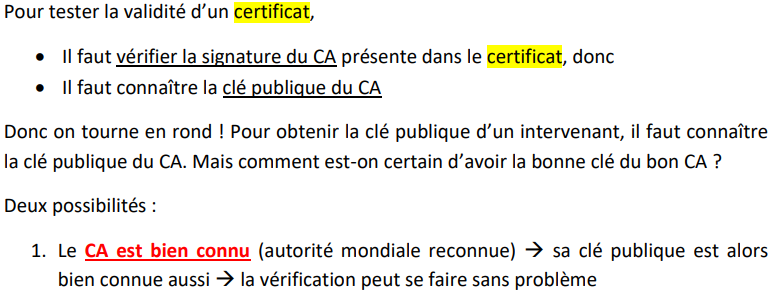 Pour tester la validité d’un certificat,
• Il faut vérifier la signature du CA présente dans le certificat, donc
• Il faut connaître la clé publique du CA
Donc on tourne en rond ! Pour obtenir la clé publique d’un intervenant, il faut connaître
la clé publique du CA. Mais comment est-on certain d’avoir la bonne clé du bon CA ?
Deux possibilités :
1. Le CA est bien connu (autorité mondiale reconnue) → sa clé publique est alors
bien connue aussi → la vérification peut se faire sans problème